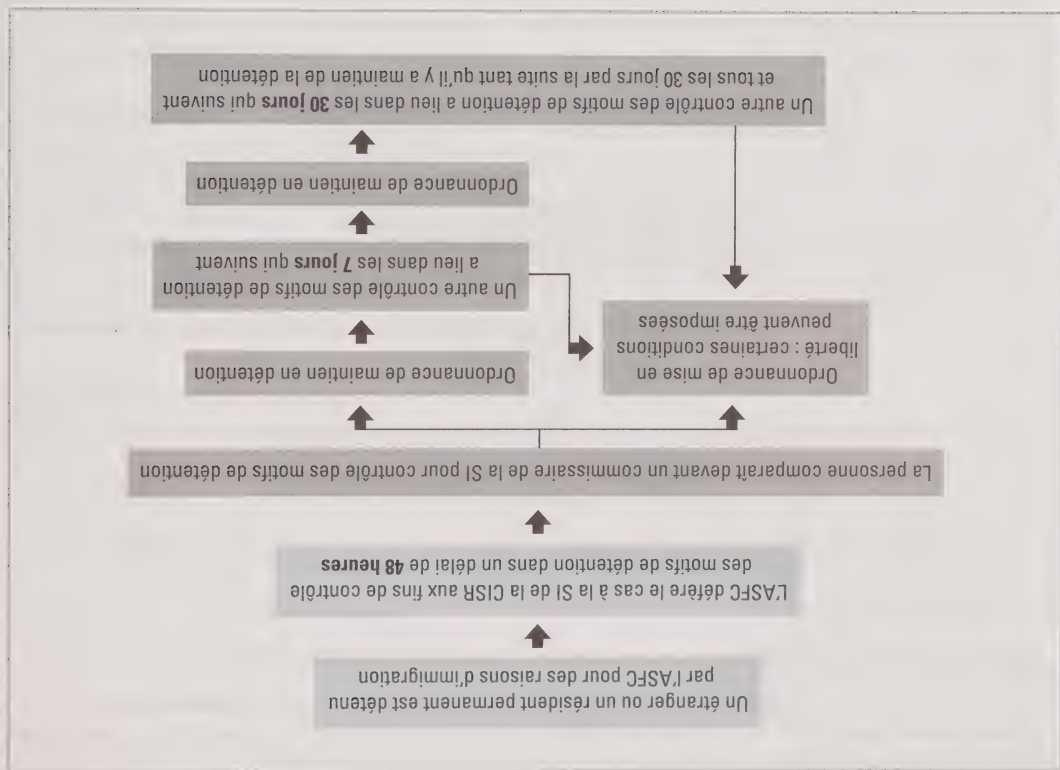 Un étranger ou un résident permanent est détenu
par l'ASFC pour des raisons d'immigration
L'ASFC défère le cas à la SI de la CISR aux fins de contrôle
des motifs de détention dans un délai de 48 heures
La personne comparaît devant un commissaire de la SI pour contrôle des motifs de détention
Ordonnance de mise en
liberté : certaines conditions
peuvent être imposées
Ordonnance de maintien en détention
Un autre contrôle des motifs de détention
a lieu dans les 7 jours qui suivent
Ordonnance de maintien en détention
Un autre contrôle des motifs de détention a lieu dans les 30 jours qui suivent
et tous les 30 jours par la suite tant qu'il y a maintien de la détention